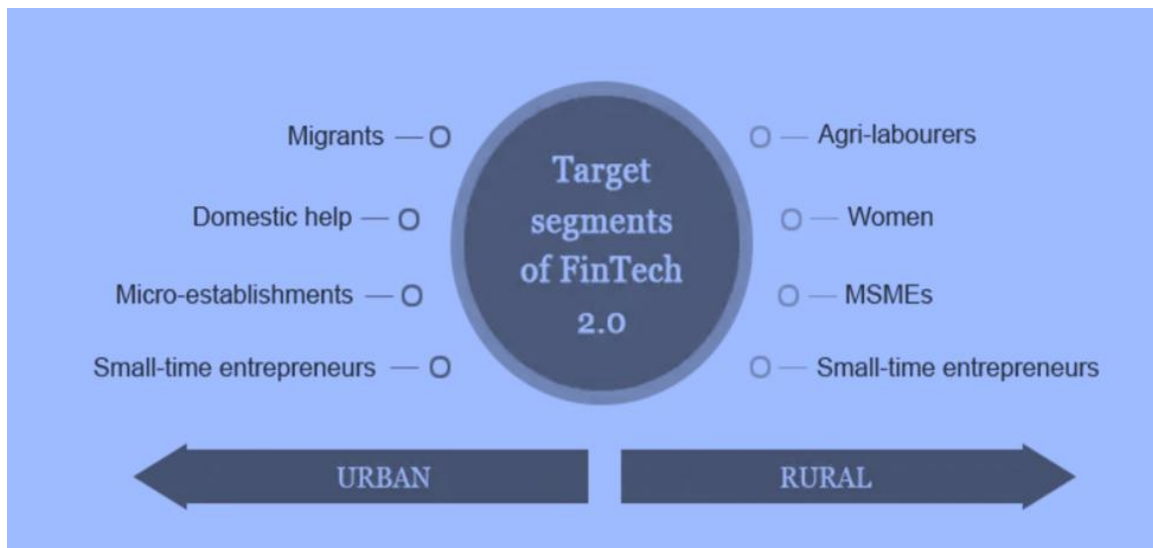 Target
segments
of FinTech
2.0
Migrants
Domestic help
Micro-establishments
Small-time entrepreneurs
Agri-labourers
Women
MSMEs
Small-time entrepreneurs
URBAN
RURAL